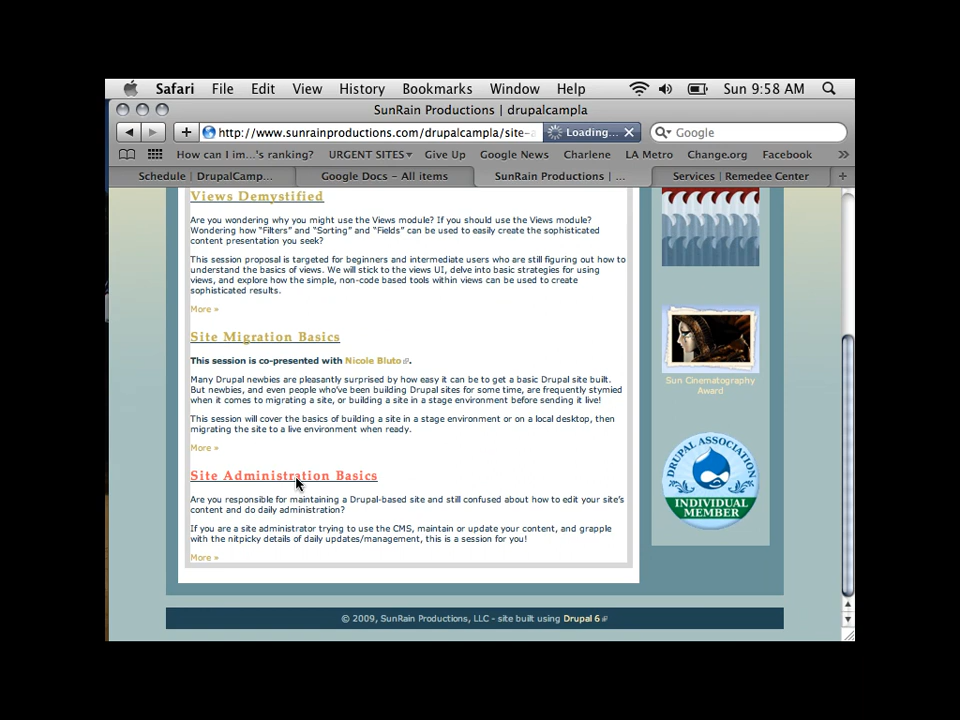 Safari File Edit View History Bookmarks Window Help Sun 9:58 AM
SunRain Productions | drupalcampla
http://www.sunrainproductions.com/drupalcampla/site- Loading... Google
How can I im...'s ranking? URGENT SITES Give Up Google News Charlene LA Metro Change.org Facebook
Schedule | DrupalCamp... Google Docs - All items SunRain Productions | ... Services | Remedee Center
Views Demystified
Are you wondering why you might use the Views module? If you should use the Views module?
Wondering how “Filters” and “Sorting” and “Fields” can be used to easily create the sophisticated
content presentation you seek?
This session proposal is targeted for beginners and intermediate users who are still figuring out how to
understand the basics of views. We will stick to the views UI, delve into basic strategies for using
views, and explore how the simple, non-code based tools within views can be used to create
sophisticated results.
More »
Site Migration Basics
This session is co-presented with Nicole Bluto.
Many Drupal newbies are pleasantly surprised by how easy it can be to get a basic Drupal site built.
But newbies, and even people who've been building Drupal sites for some time, are frequently stymied
when it comes to migrating a site, or building a site in a stage environment before sending it live!
This session will cover the basics of building a site in a stage environment or on a local desktop, then
migrating the site to a live environment when ready.
More »
Site Administration Basics
Are you responsible for maintaining a Drupal-based site and still confused about how to edit your site's
content and do daily administration?
If you are a site administrator trying to use the CMS, maintain or update your content, and grapple
with the nitpicky details of daily updates/management, this is a session for you!
More »
Sun Cinematography
Award
DRUPAL ASSOCIATION
INDIVIDUAL
MEMBER
© 2009, SunRain Productions, LLC - site built using Drupal 6